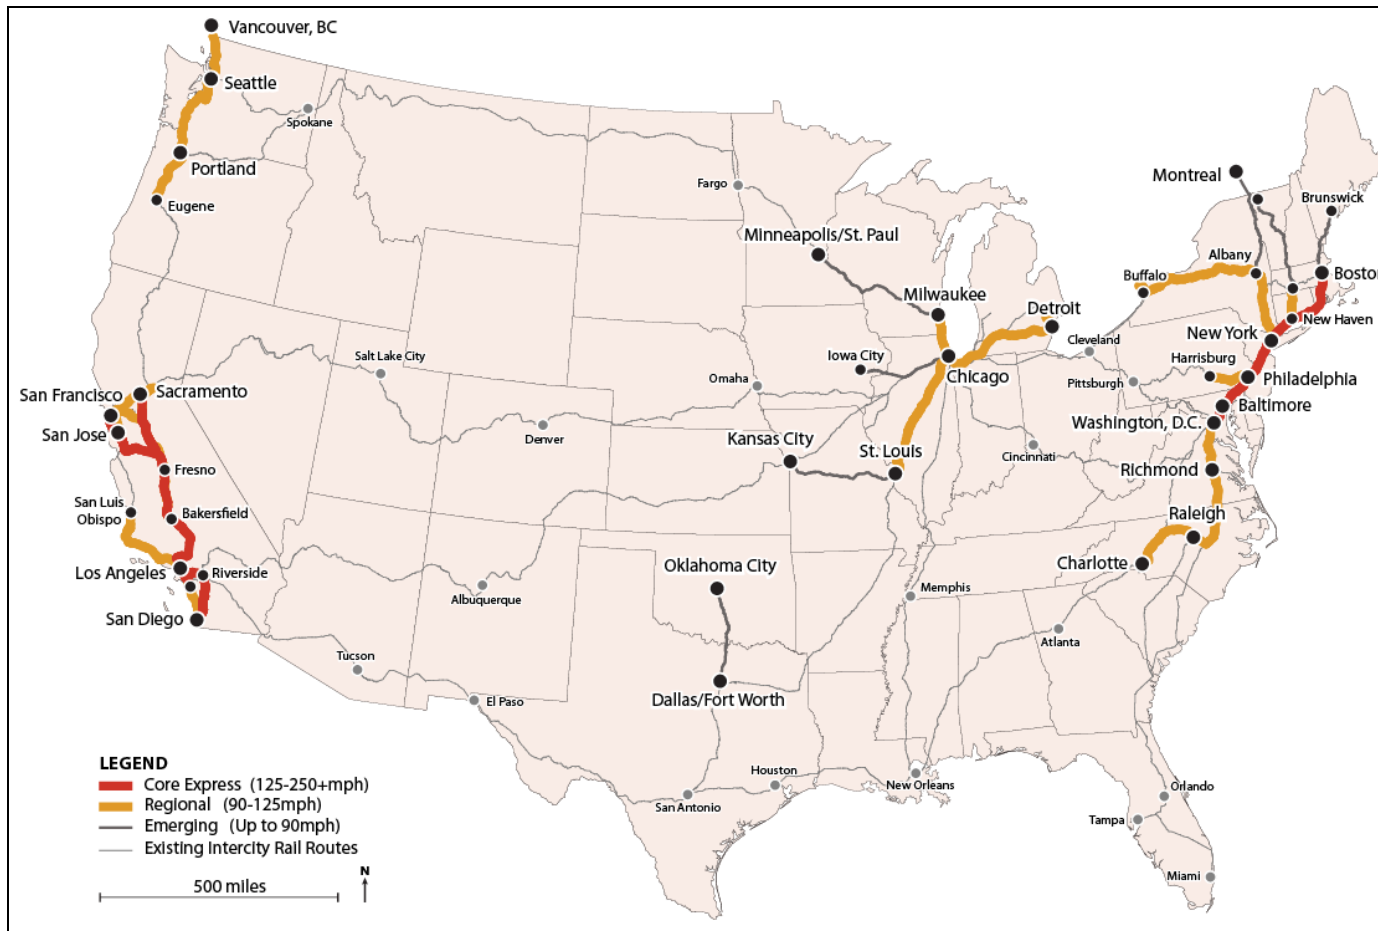 Vancouver, BC
Seattle
Spokane
Portland
Eugene
Fargo
Montreal
Brunswick
Minneapolis/St. Paul
Albany
Buffalo
Boston
Milwaukee
Detroit
New Haven
New York
Cleveland
Harrisburg
Salt Lake City
Iowa City
Chicago
Omaha
Pittsburgh
Philadelphia
San Francisco
Sacramento
Baltimore
San Jose
Washington, D.C.
Denver
Kansas City
St. Louis
Cincinnati
Richmond
Fresno
San Luis
Obispo
Bakersfield
Raleigh
Los Angeles
Riverside
Oklahoma City
Charlotte
Albuquerque
Memphis
San Diego
Atlanta
Tucson
El Paso
Dallas/Fort Worth
Houston
New Orleans
San Antonio
Orlando
Tampa
Miami
LEGEND
Core Express (125-250+mph)
Regional (90-125mph)
Emerging (Up to 90mph)
Existing Intercity Rail Routes
500 miles
N